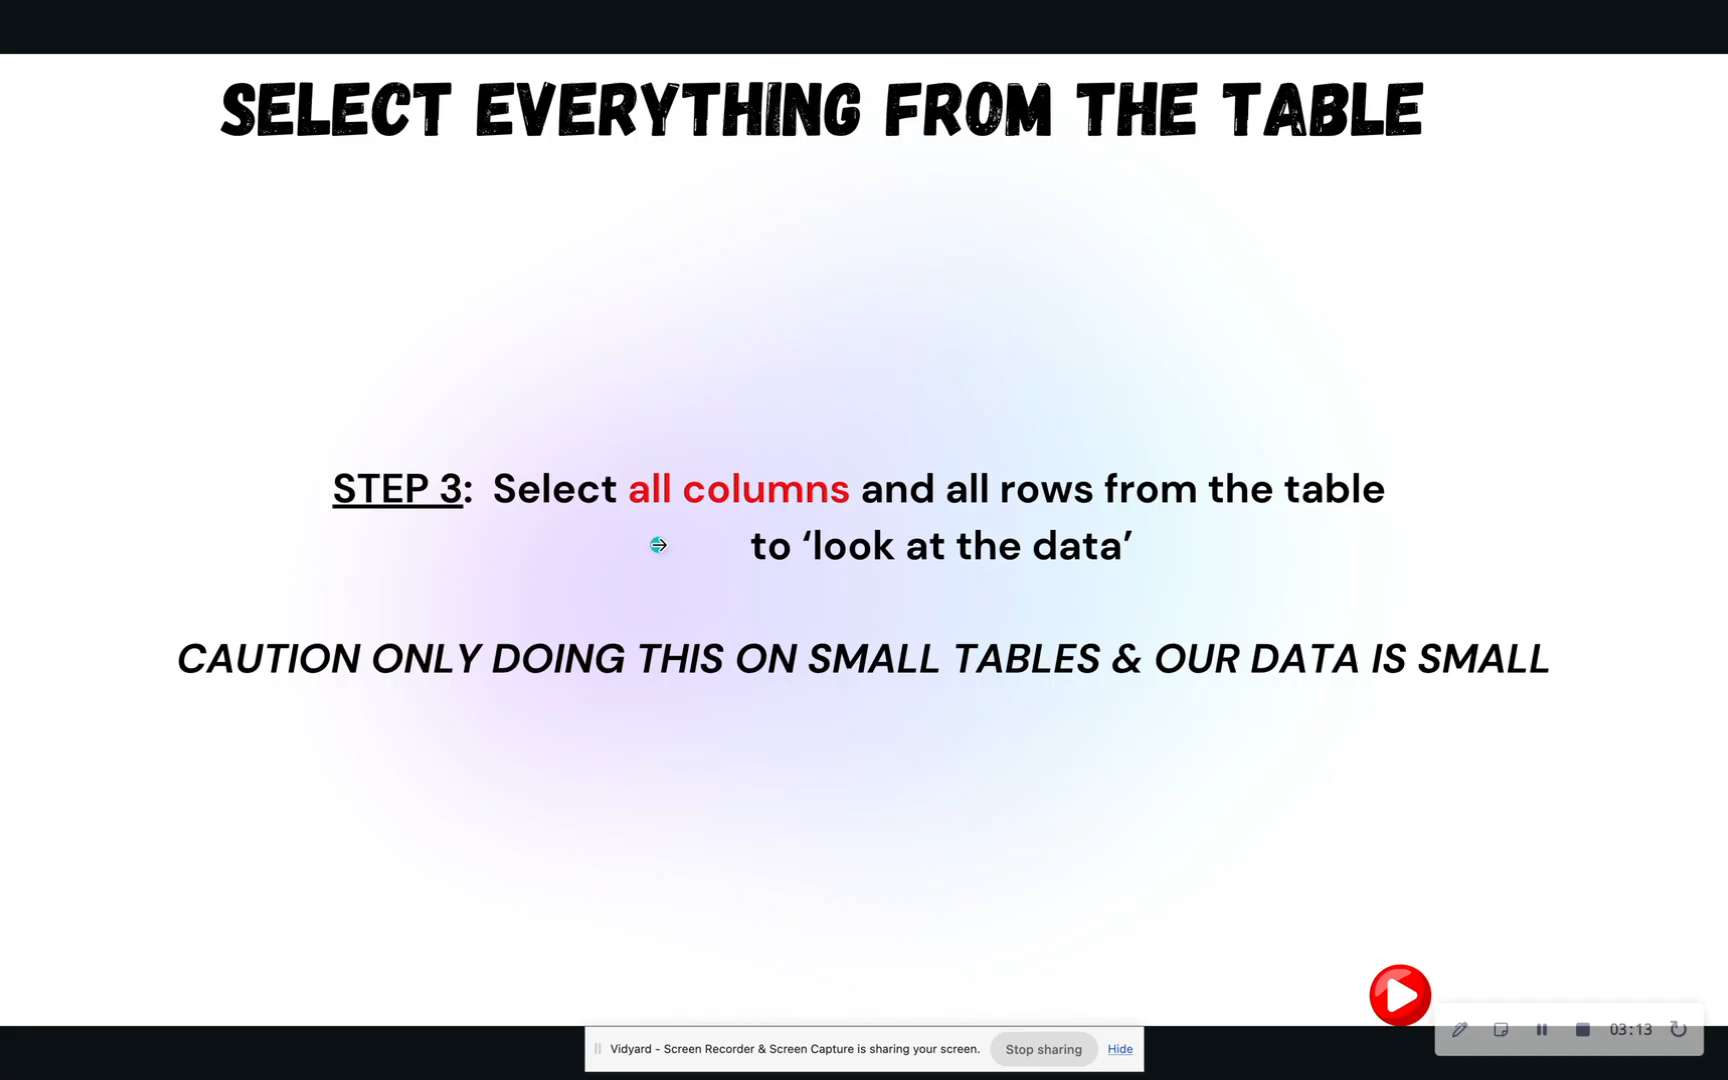 SELECT EVERYTHING FROM THE TABLE
STEP 3: Select all columns and all rows from the table
to ‘look at the data’
CAUTION ONLY DOING THIS ON SMALL TABLES & OUR DATA IS SMALL
03:13
Vidyard - Screen Recorder & Screen Capture is sharing your screen.
Stop sharing
Hide